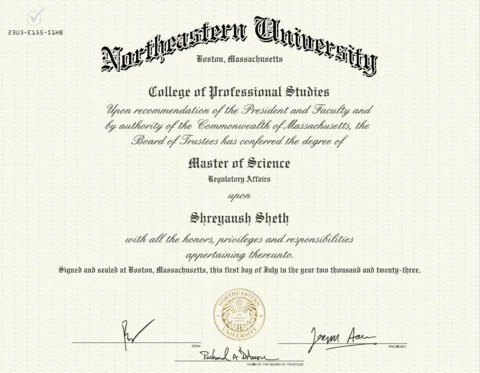 23U3-E1SS-S1HB
Northeastern University
Boston, Massachusetts
College of Professional Studies
Upon recommendation of the President and Faculty and
by authority of the Commonwealth of Massachusetts, the
Board of Trustees has conferred the degree of
Master of Science
Regulatory Affairs
upon
Shreyansh Sheth
with all the honors, privileges and responsibilities
appertaining thereunto.
Signed and sealed at Boston, Massachusetts, this first day of July in the year two thousand and twenty-three.
NORTHEASTERN
UNIVERSITY
DEAN
PRESIDENT
CHAIR OF THE BOARD OF TRUSTEES